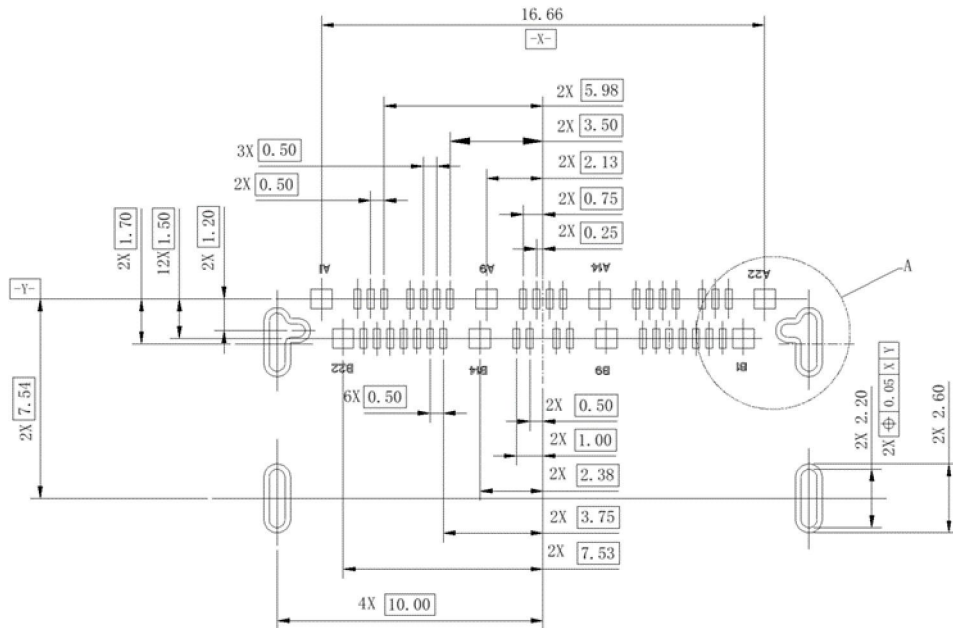 16.66
-X-
2X 5.98
2X 3.50
3X 0.50
2X 2.13
2X 0.50
2X 0.75
2X 0.25
2X 1.70
12X 1.50
2X 1.20
A1
A9
A14
A22
A
-Y-
B22
B14
B9
B1
2X 7.54
6X 0.50
2X 0.50
2X 1.00
2X 2.38
2X 3.75
2X 7.53
4X 10.00
2X 2.20
2X ⌖ 0.05 X Y
2X 2.60